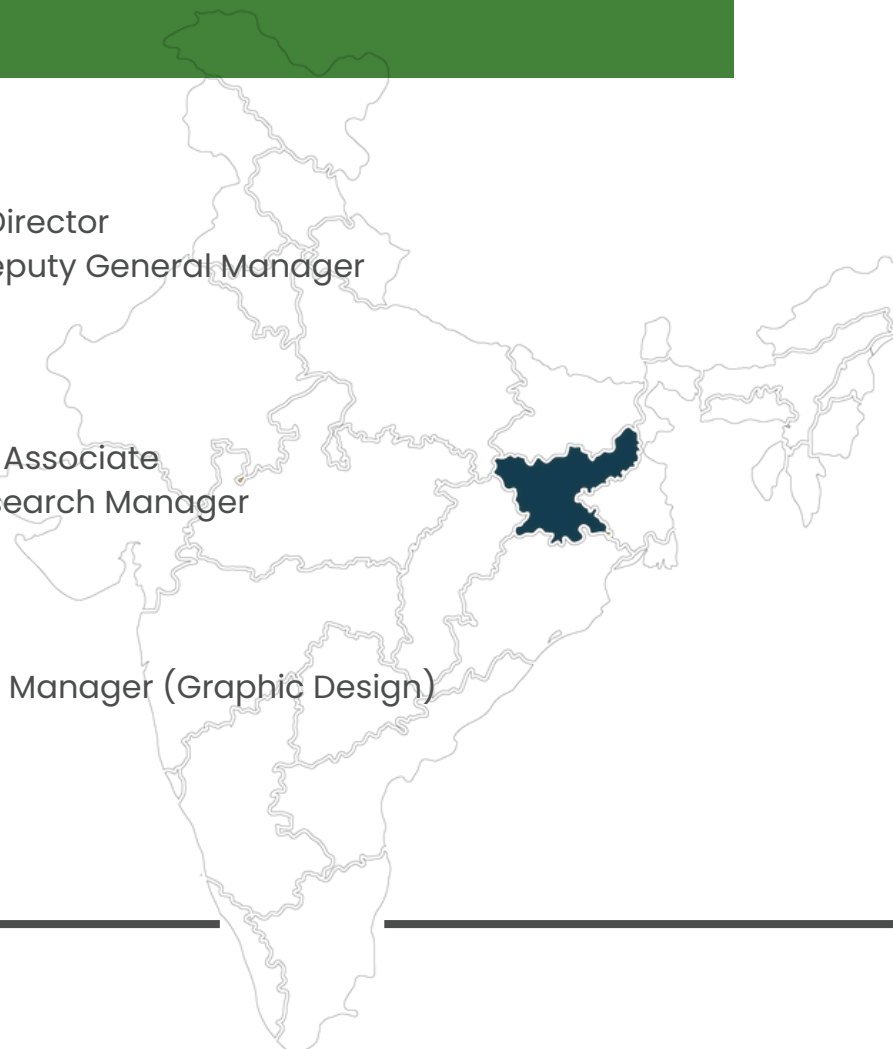 Director
eputy General Manager
Associate
search Manager
Manager (Graphic Design)